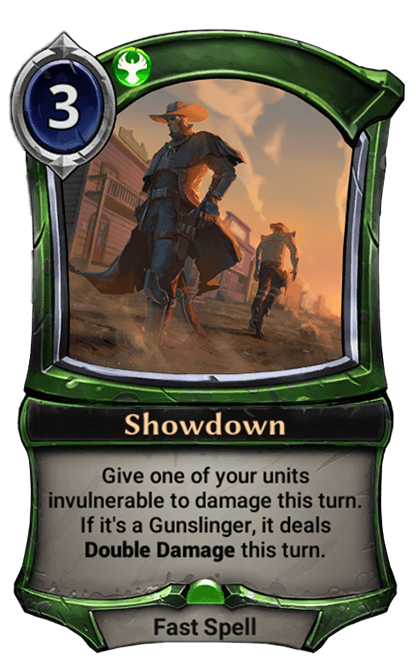 3
Showdown
Give one of your units
invulnerable to damage this turn.
If it's a Gunslinger, it deals
Double Damage this turn.
Fast Spell